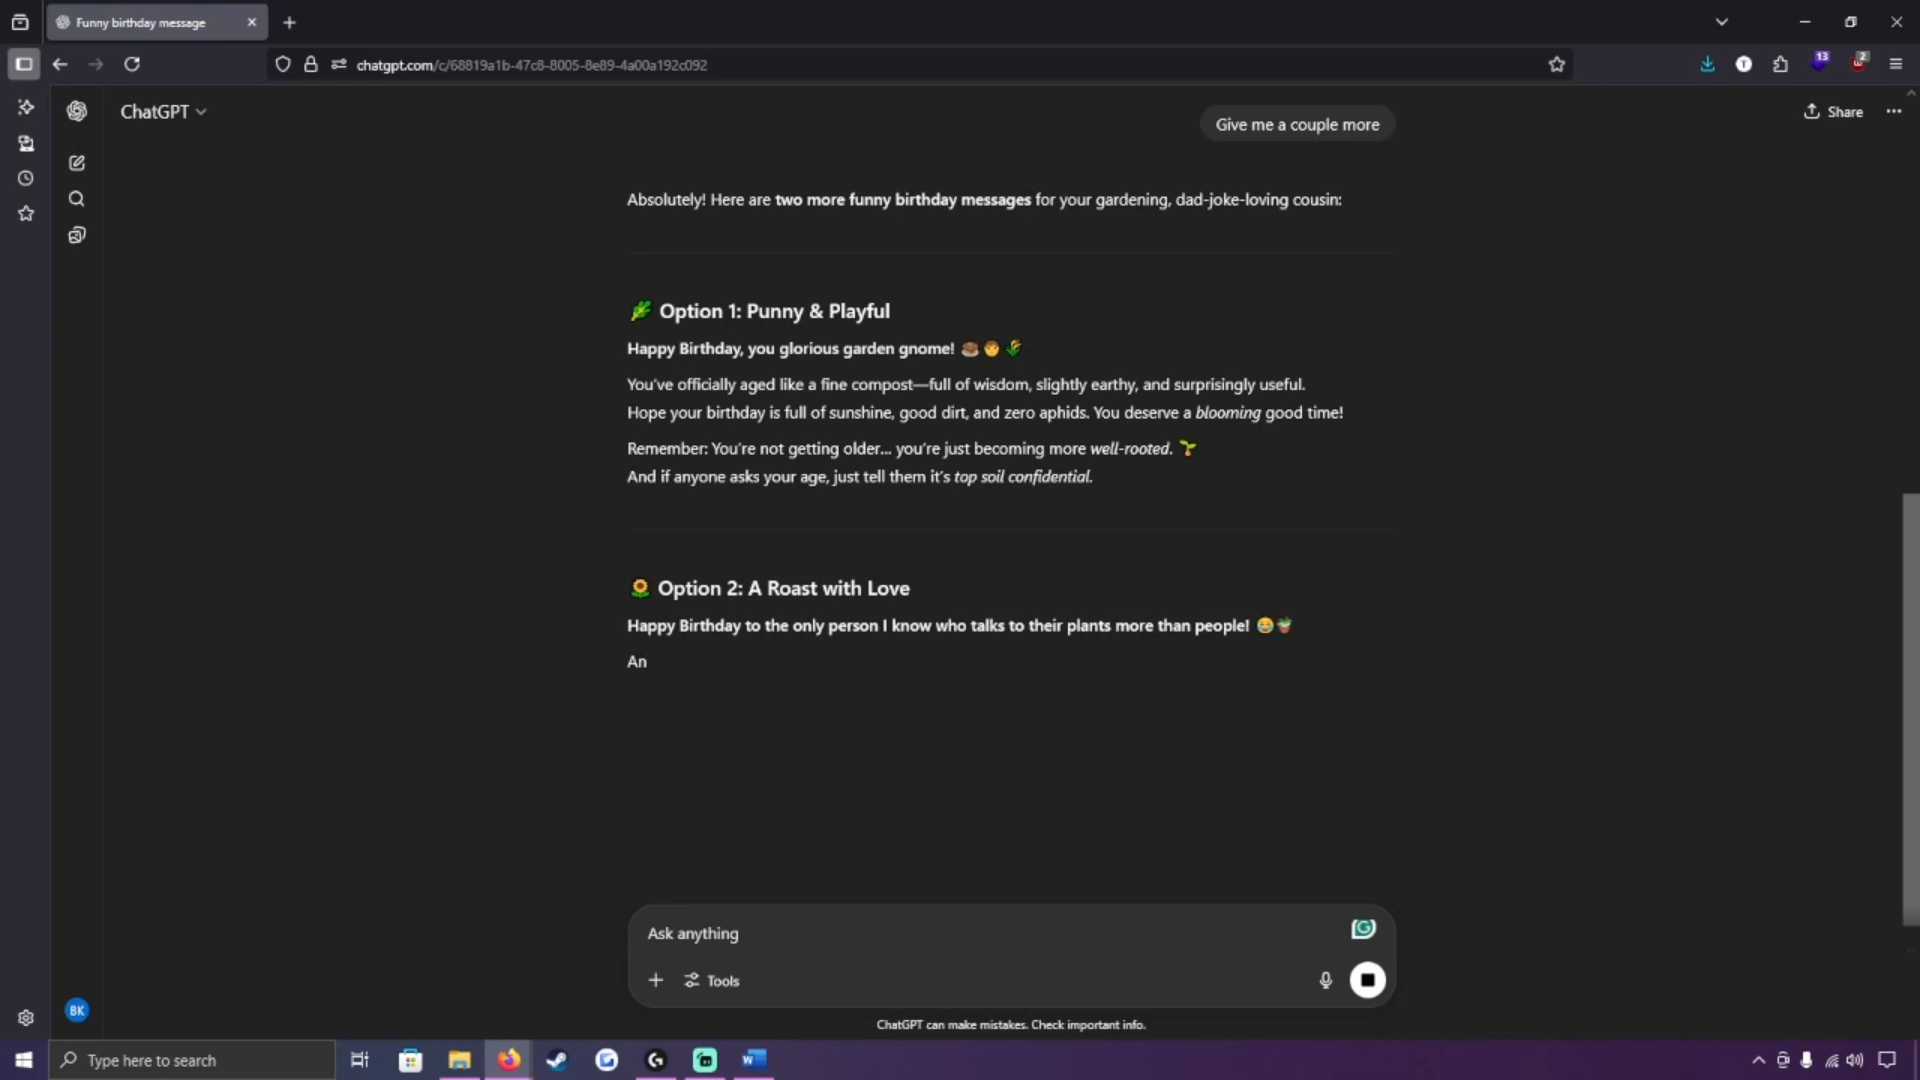 Funny birthday message
chatgpt.com/c/68819a1b-47c8-8005-8e89-4a00a192c092
13
2
ChatGPT
Share
Give me a couple more
Absolutely! Here are two more funny birthday messages for your gardening, dad-joke-loving cousin:
Option 1: Punny & Playful
Happy Birthday, you glorious garden gnome!
You've officially aged like a fine compost—full of wisdom, slightly earthy, and surprisingly useful.
Hope your birthday is full of sunshine, good dirt, and zero aphids. You deserve a blooming good time!
Remember: You're not getting older... you're just becoming more well-rooted.
And if anyone asks your age, just tell them it's top soil confidential.
Option 2: A Roast with Love
Happy Birthday to the only person I know who talks to their plants more than people!
An
Ask anything
Tools
BK
ChatGPT can make mistakes. Check important info.
Type here to search